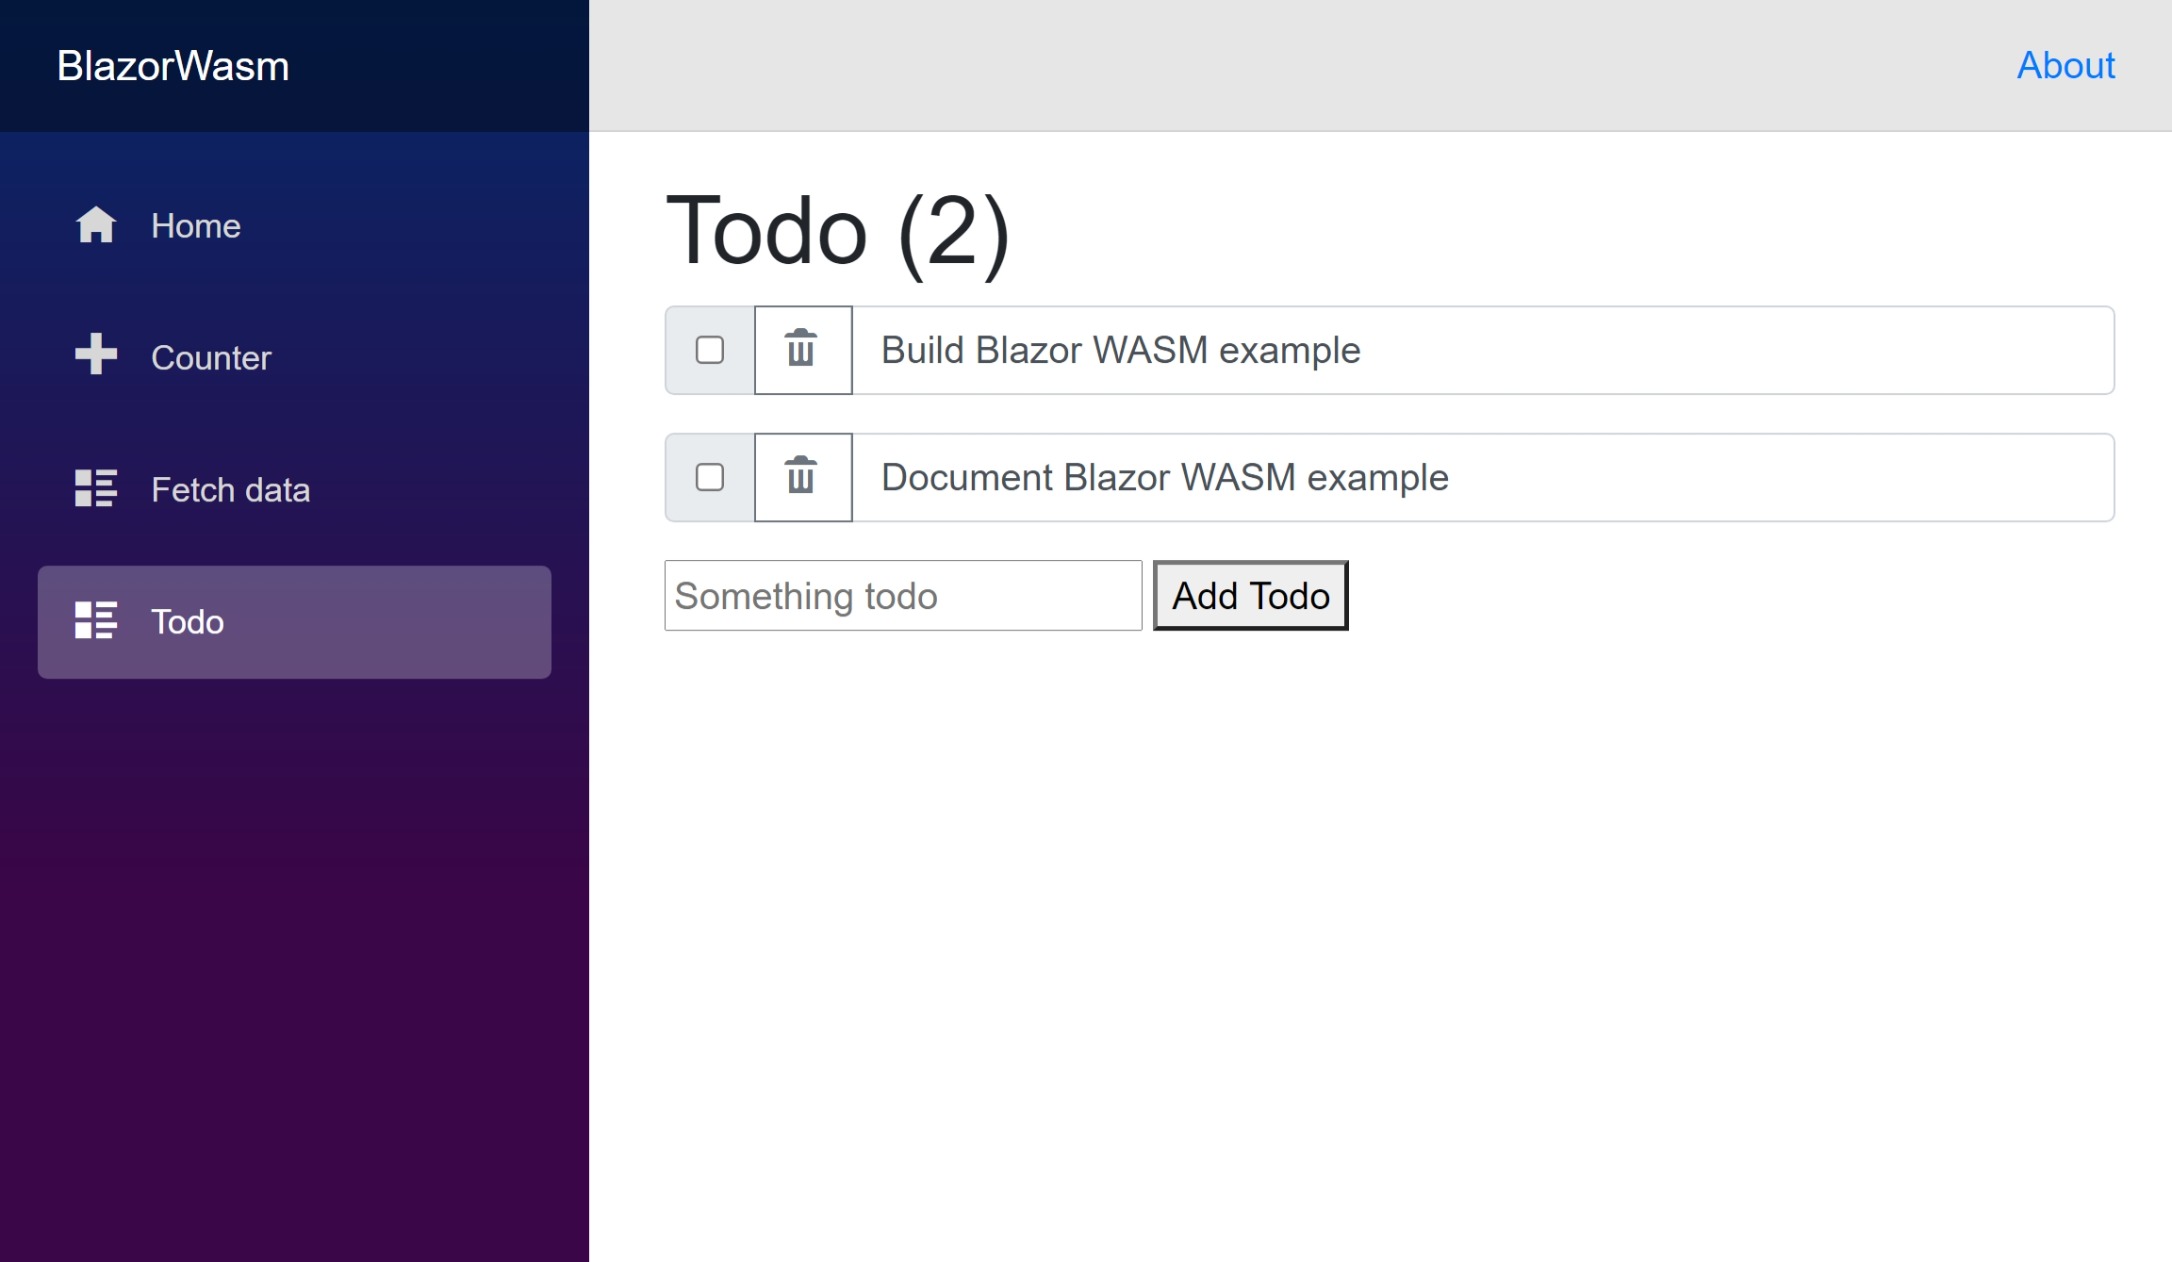 BlazorWasm
About
Home
Counter
Fetch data
Todo
Todo (2)
Build Blazor WASM example
Document Blazor WASM example
Something todo
Add Todo